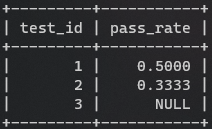 +---------+-----------+
| test_id | pass_rate |
+---------+-----------+
|       1 |    0.5000 |
|       2 |    0.3333 |
|       3 |      NULL |
+---------+-----------+